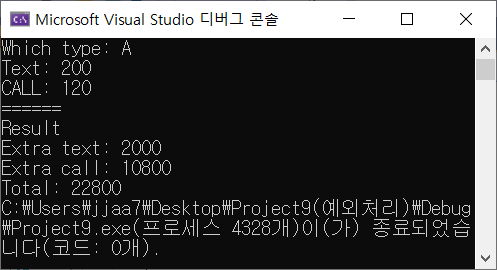 Microsoft Visual Studio 디버그 콘솔
Which type: A
Text: 200
CALL: 120
======
Result
Extra text: 2000
Extra call: 10800
Total: 22800
C:₩Users₩jjaa7₩Desktop₩Project9(예외처리)₩Debug
₩Project9.exe(프로세스 4328개)이(가) 종료되었습
니다(코드: 0개).